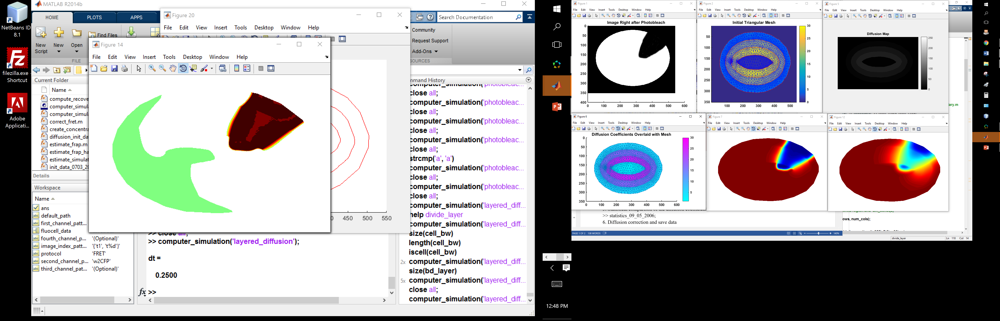 NetBeans ID
8.1
filezilla.exe -
Shortcut
Adobe
Applicati...
MATLAB R2014b
HOME
PLOTS
APPS
New
Script
New
Open
Find Files
FILE
Search Documentation
Community
Request Support
Add-Ons
Current Folder
Name
compute_recove
computer_simula
computer_simula
correct_fret.m
create_concentra
diffusion_init_da
estimate_frap.m
estimate_frap_ha
estimate_simulat
init_data_0703_20
Details
Workspace
Name
ans
default_path
first_channel_patt...
fluocell_data
fourth_channel_p... '(Optional)'
image_index_patt... '{'t1', 't%d'}'
protocol 'FRET'
second_channel_p... 'w2CFP'
third_channel_pat... '(Optional)'
Figure 20
File Edit View Insert Tools Desktop Window Help
450 500 550
Figure 14
File Edit View Insert Tools Desktop Window Help
>> close all;
>> computer_simulation('layered_diffusion');
dt =
0.2500
fx >>
mmand History
computer_simulation('photobleac...
close all;
computer_simulation('photobleac...
close all;
computer_simulation('photobleac...
close all;
computer_simulation('photobleac...
close all;
strcmp('a', 'a')
computer_simulation('photobleac...
close all;
computer_simulation('photobleac...
close all;
computer_simulation('layered_diff...
help divide_layer
computer_simulation('layered_diff...
size(cell_bw)
length(cell_bw)
iscell(cell_bw)
2x computer_simulation('layered_diff...
size(bd_layer)
5x computer_simulation('layered_diff...
close all;
computer_simulation('layered_diff...
12:48 PM
Figure 1
File Edit View Insert Tools Desktop Window Help
Image Right after Photobleach
0
50
100
150
200
250
300
350
400
0 100 200 300 400 500 600
Figure 2
File Edit View Insert Tools Desktop Window Help
Initial Triangular Mesh
50
100
150
200
250
300
350
100 200 300 400 500
30
25
20
15
10
5
0
Figure 5
File Edit View Insert Tools Desktop Window Help
Diffusion Map
250
200
150
100
50
0
ary.m
Figure 6
File Edit View Insert Tools Desktop Window Help
Diffusion Coefficients Overlaid with Mesh
0
50
100
150
200
250
300
350
0 100 200 300 400 500 600
30
25
20
15
10
5
Figure 7
File Edit View Insert Tools Desktop Window Help
Figure 12
File Edit View Insert Tools Desktop Window Help
>> statistics_09_05_2006;
6. Diffusion correction and save data
ows, num_cols);
PAGE 1 OF 2 138 WORDS
140%
divide_layer
Ln 118 Col 14